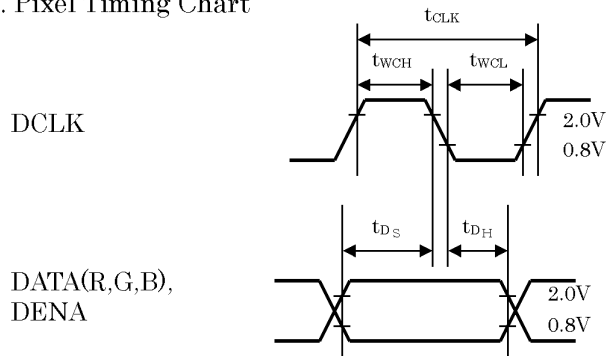 . Pixel Timing Chart
tCLK
tWCH
tWCL
DCLK
2.0V
0.8V
tDS
tDH
DATA(R,G,B),
DENA
2.0V
0.8V